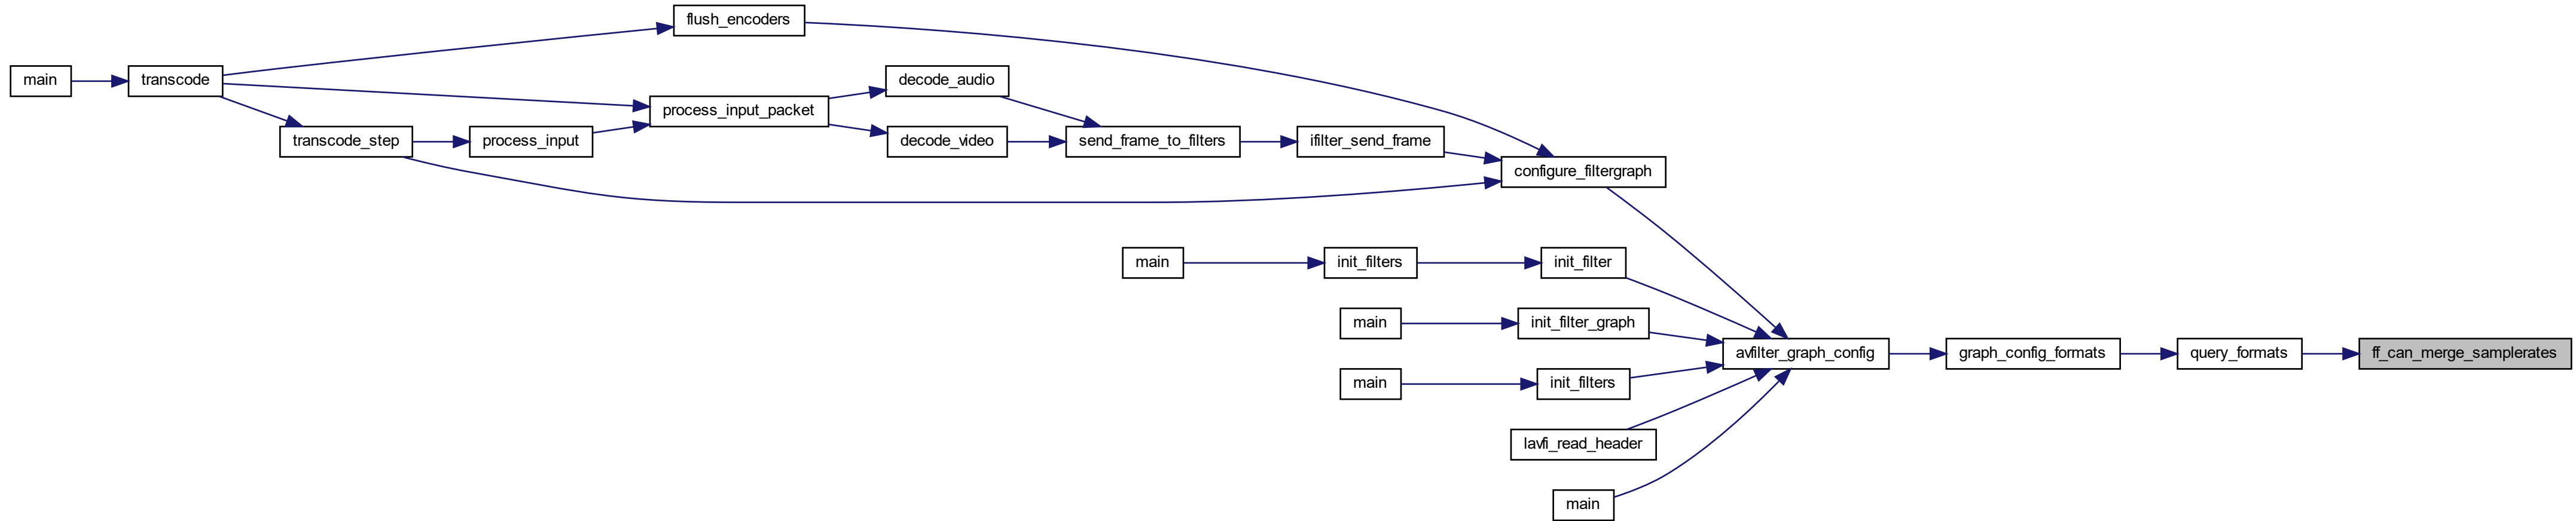 flush_encoders
main
transcode
decode_audio
process_input_packet
transcode_step
process_input
decode_video
send_frame_to_filters
ifilter_send_frame
configure_filtergraph
main
init_filters
init_filter
main
init_filter_graph
avfilter_graph_config
graph_config_formats
query_formats
ff_can_merge_samplerates
main
init_filters
lavfi_read_header
main